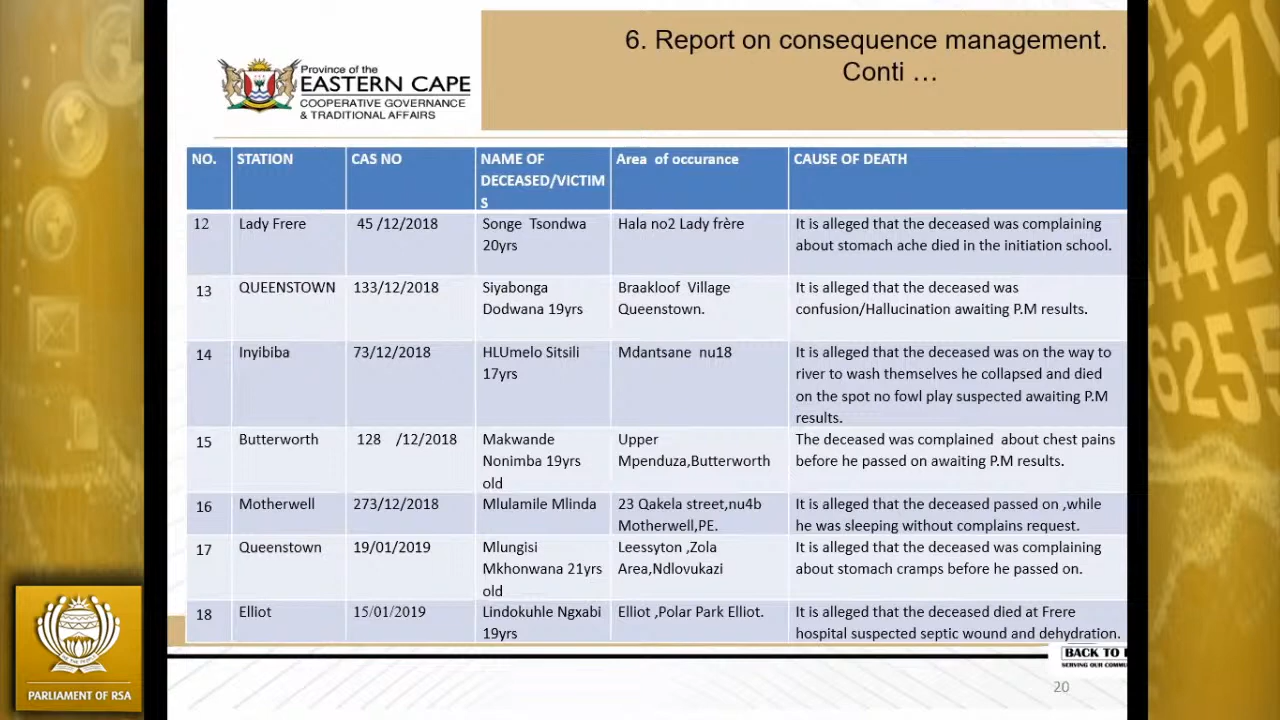 6. Report on consequence management.
Conti …
Province of the
EASTERN CAPE
COOPERATIVE GOVERNANCE
& TRADITIONAL AFFAIRS
NO. STATION CAS NO NAME OF DECEASED/VICTIMS Area of occurance CAUSE OF DEATH
12 Lady Frere 45 /12/2018 Songe Tsondwa 20yrs Hala no2 Lady frère It is alleged that the deceased was complaining about stomach ache died in the initiation school.
13 QUEENSTOWN 133/12/2018 Siyabonga Dodwana 19yrs Braakloof Village Queenstown. It is alleged that the deceased was confusion/Hallucination awaiting P.M results.
14 Inyibiba 73/12/2018 HLUmelo Sitsili 17yrs Mdantsane nu18 It is alleged that the deceased was on the way to river to wash themselves he collapsed and died on the spot no fowl play suspected awaiting P.M results.
15 Butterworth 128 /12/2018 Makwande Nonimba 19yrs old Upper Mpenduza,Butterworth The deceased was complained about chest pains before he passed on awaiting P.M results.
16 Motherwell 273/12/2018 Mlulamile Mlinda 23 Qakela street,nu4b Motherwell,PE. It is alleged that the deceased passed on ,while he was sleeping without complains request.
17 Queenstown 19/01/2019 Mlungisi Mkhonwana 21yrs old Leessyton ,Zola Area,Ndlovukazi It is alleged that the deceased was complaining about stomach cramps before he passed on.
18 Elliot 15/01/2019 Lindokuhle Ngxabi 19yrs Elliot ,Polar Park Elliot. It is alleged that the deceased died at Frere hospital suspected septic wound and dehydration.
BACK TO
SERVING OUR
20
PARLIAMENT OF RSA